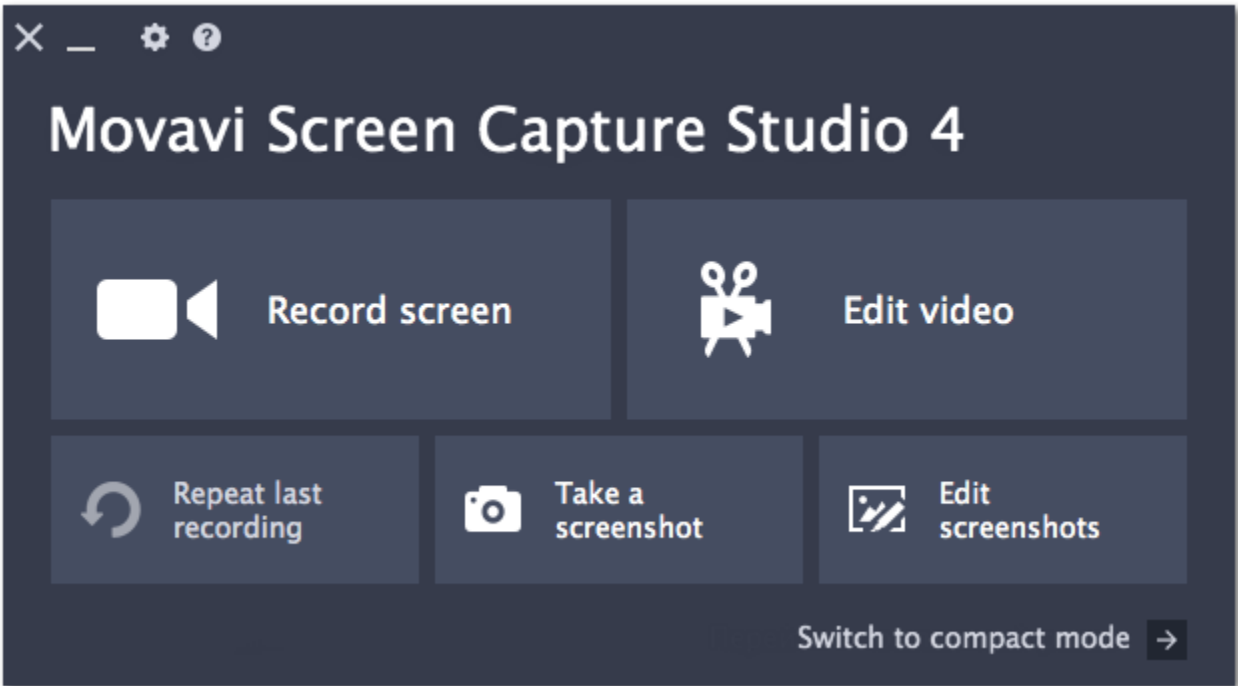 Movavi Screen Capture Studio 4
Record screen
Edit video
Repeat last
recording
Take a
screenshot
Edit
screenshots
Switch to compact mode